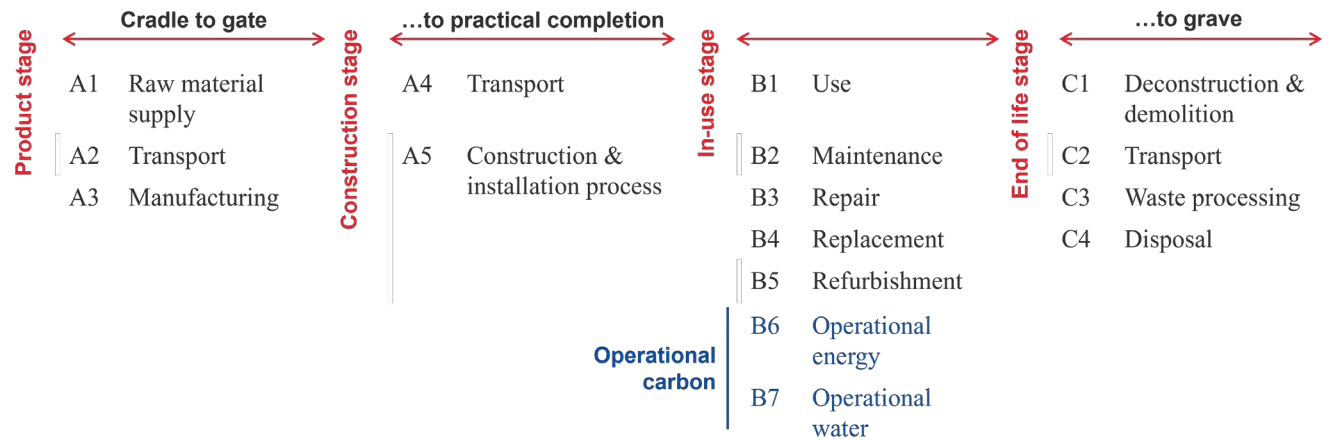 Product stage
Cradle to gate
A1 Raw material
supply
A2 Transport
A3 Manufacturing
Construction stage
…to practical completion
A4 Transport
A5 Construction &
installation process
In-use stage
B1 Use
B2 Maintenance
B3 Repair
B4 Replacement
B5 Refurbishment
Operational
carbon
B6 Operational
energy
B7 Operational
water
End of life stage
…to grave
C1 Deconstruction &
demolition
C2 Transport
C3 Waste processing
C4 Disposal